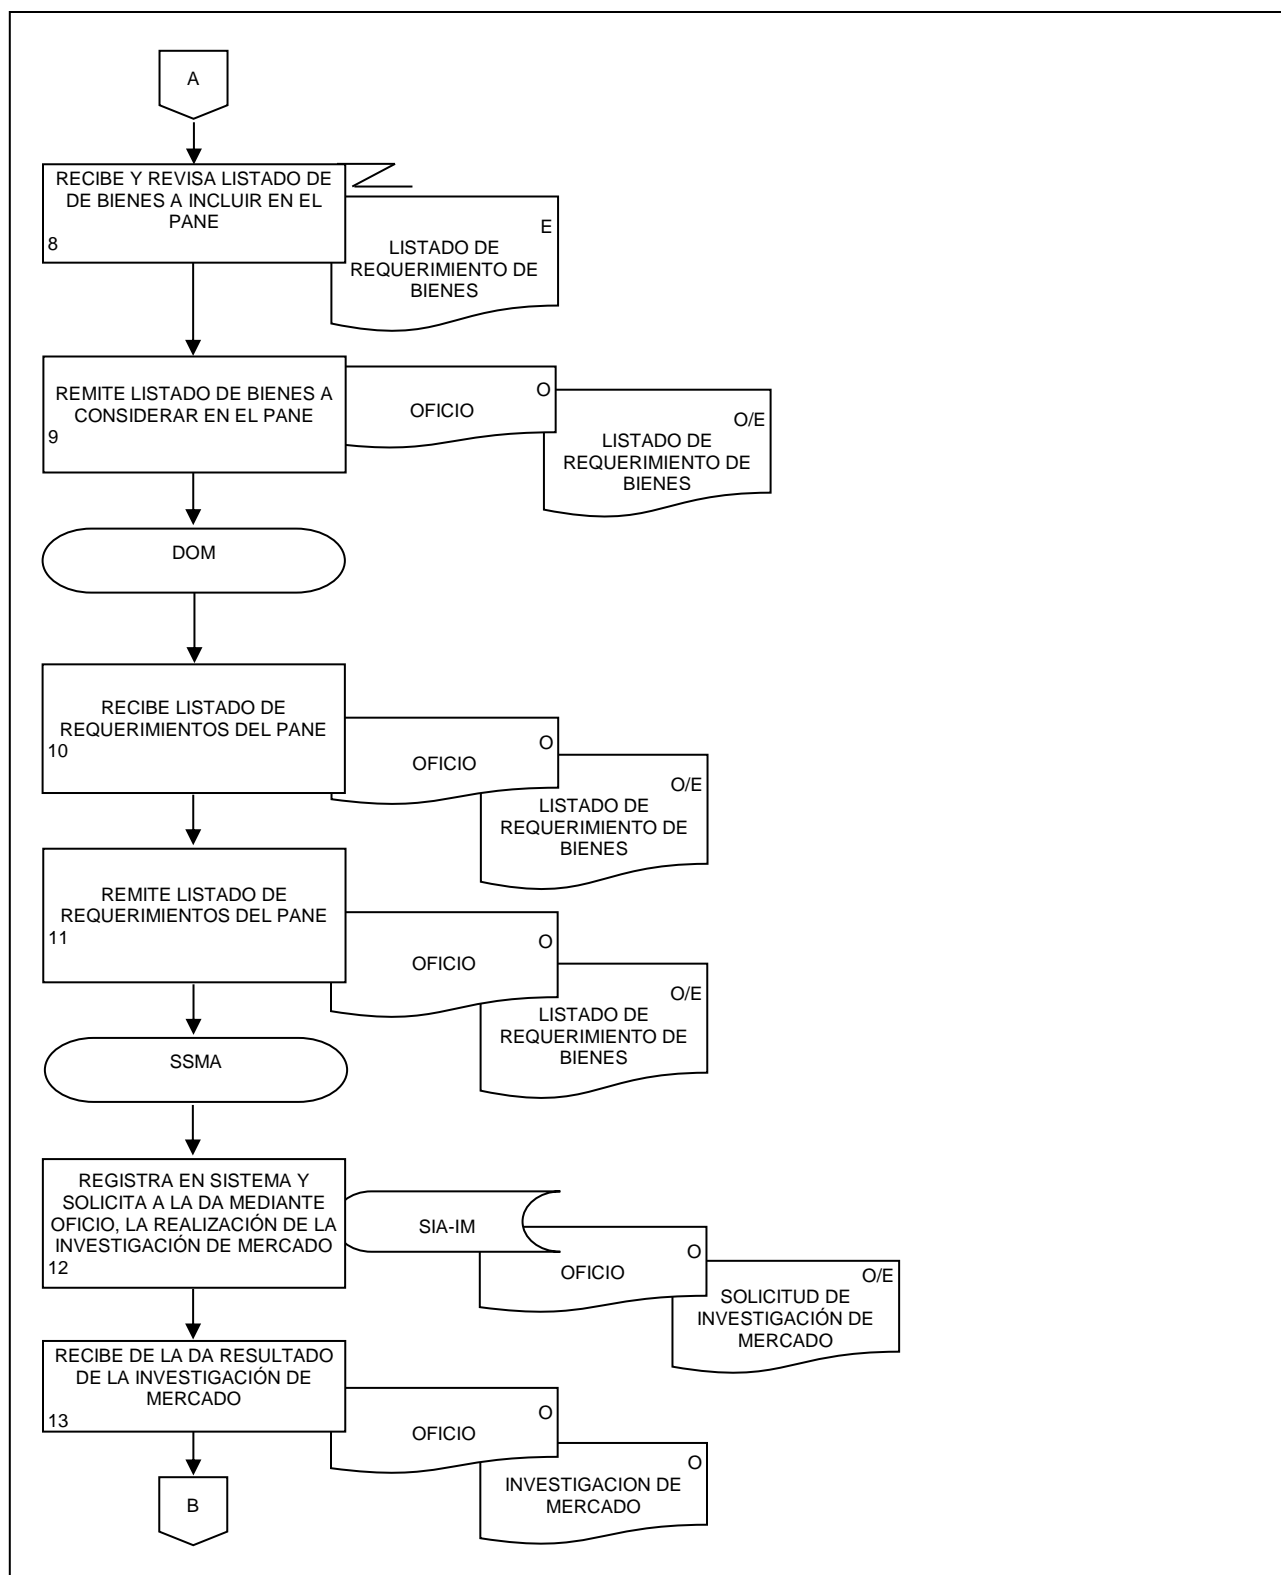 A
RECIBE Y REVISA LISTADO DE
DE BIENES A INCLUIR EN EL
PANE
8
E
LISTADO DE
REQUERIMIENTO DE
BIENES
REMITE LISTADO DE BIENES A
CONSIDERAR EN EL PANE
9
O
OFICIO
O/E
LISTADO DE
REQUERIMIENTO DE
BIENES
DOM
RECIBE LISTADO DE
REQUERIMIENTOS DEL PANE
10
O
OFICIO
O/E
LISTADO DE
REQUERIMIENTO DE
BIENES
REMITE LISTADO DE
REQUERIMIENTOS DEL PANE
11
O
OFICIO
O/E
LISTADO DE
REQUERIMIENTO DE
BIENES
SSMA
REGISTRA EN SISTEMA Y
SOLICITA A LA DA MEDIANTE
OFICIO, LA REALIZACIÓN DE LA
INVESTIGACIÓN DE MERCADO
12
SIA-IM
O
OFICIO
O/E
SOLICITUD DE
INVESTIGACIÓN DE
MERCADO
RECIBE DE LA DA RESULTADO
DE LA INVESTIGACIÓN DE
MERCADO
13
O
OFICIO
O
INVESTIGACION DE
MERCADO
B